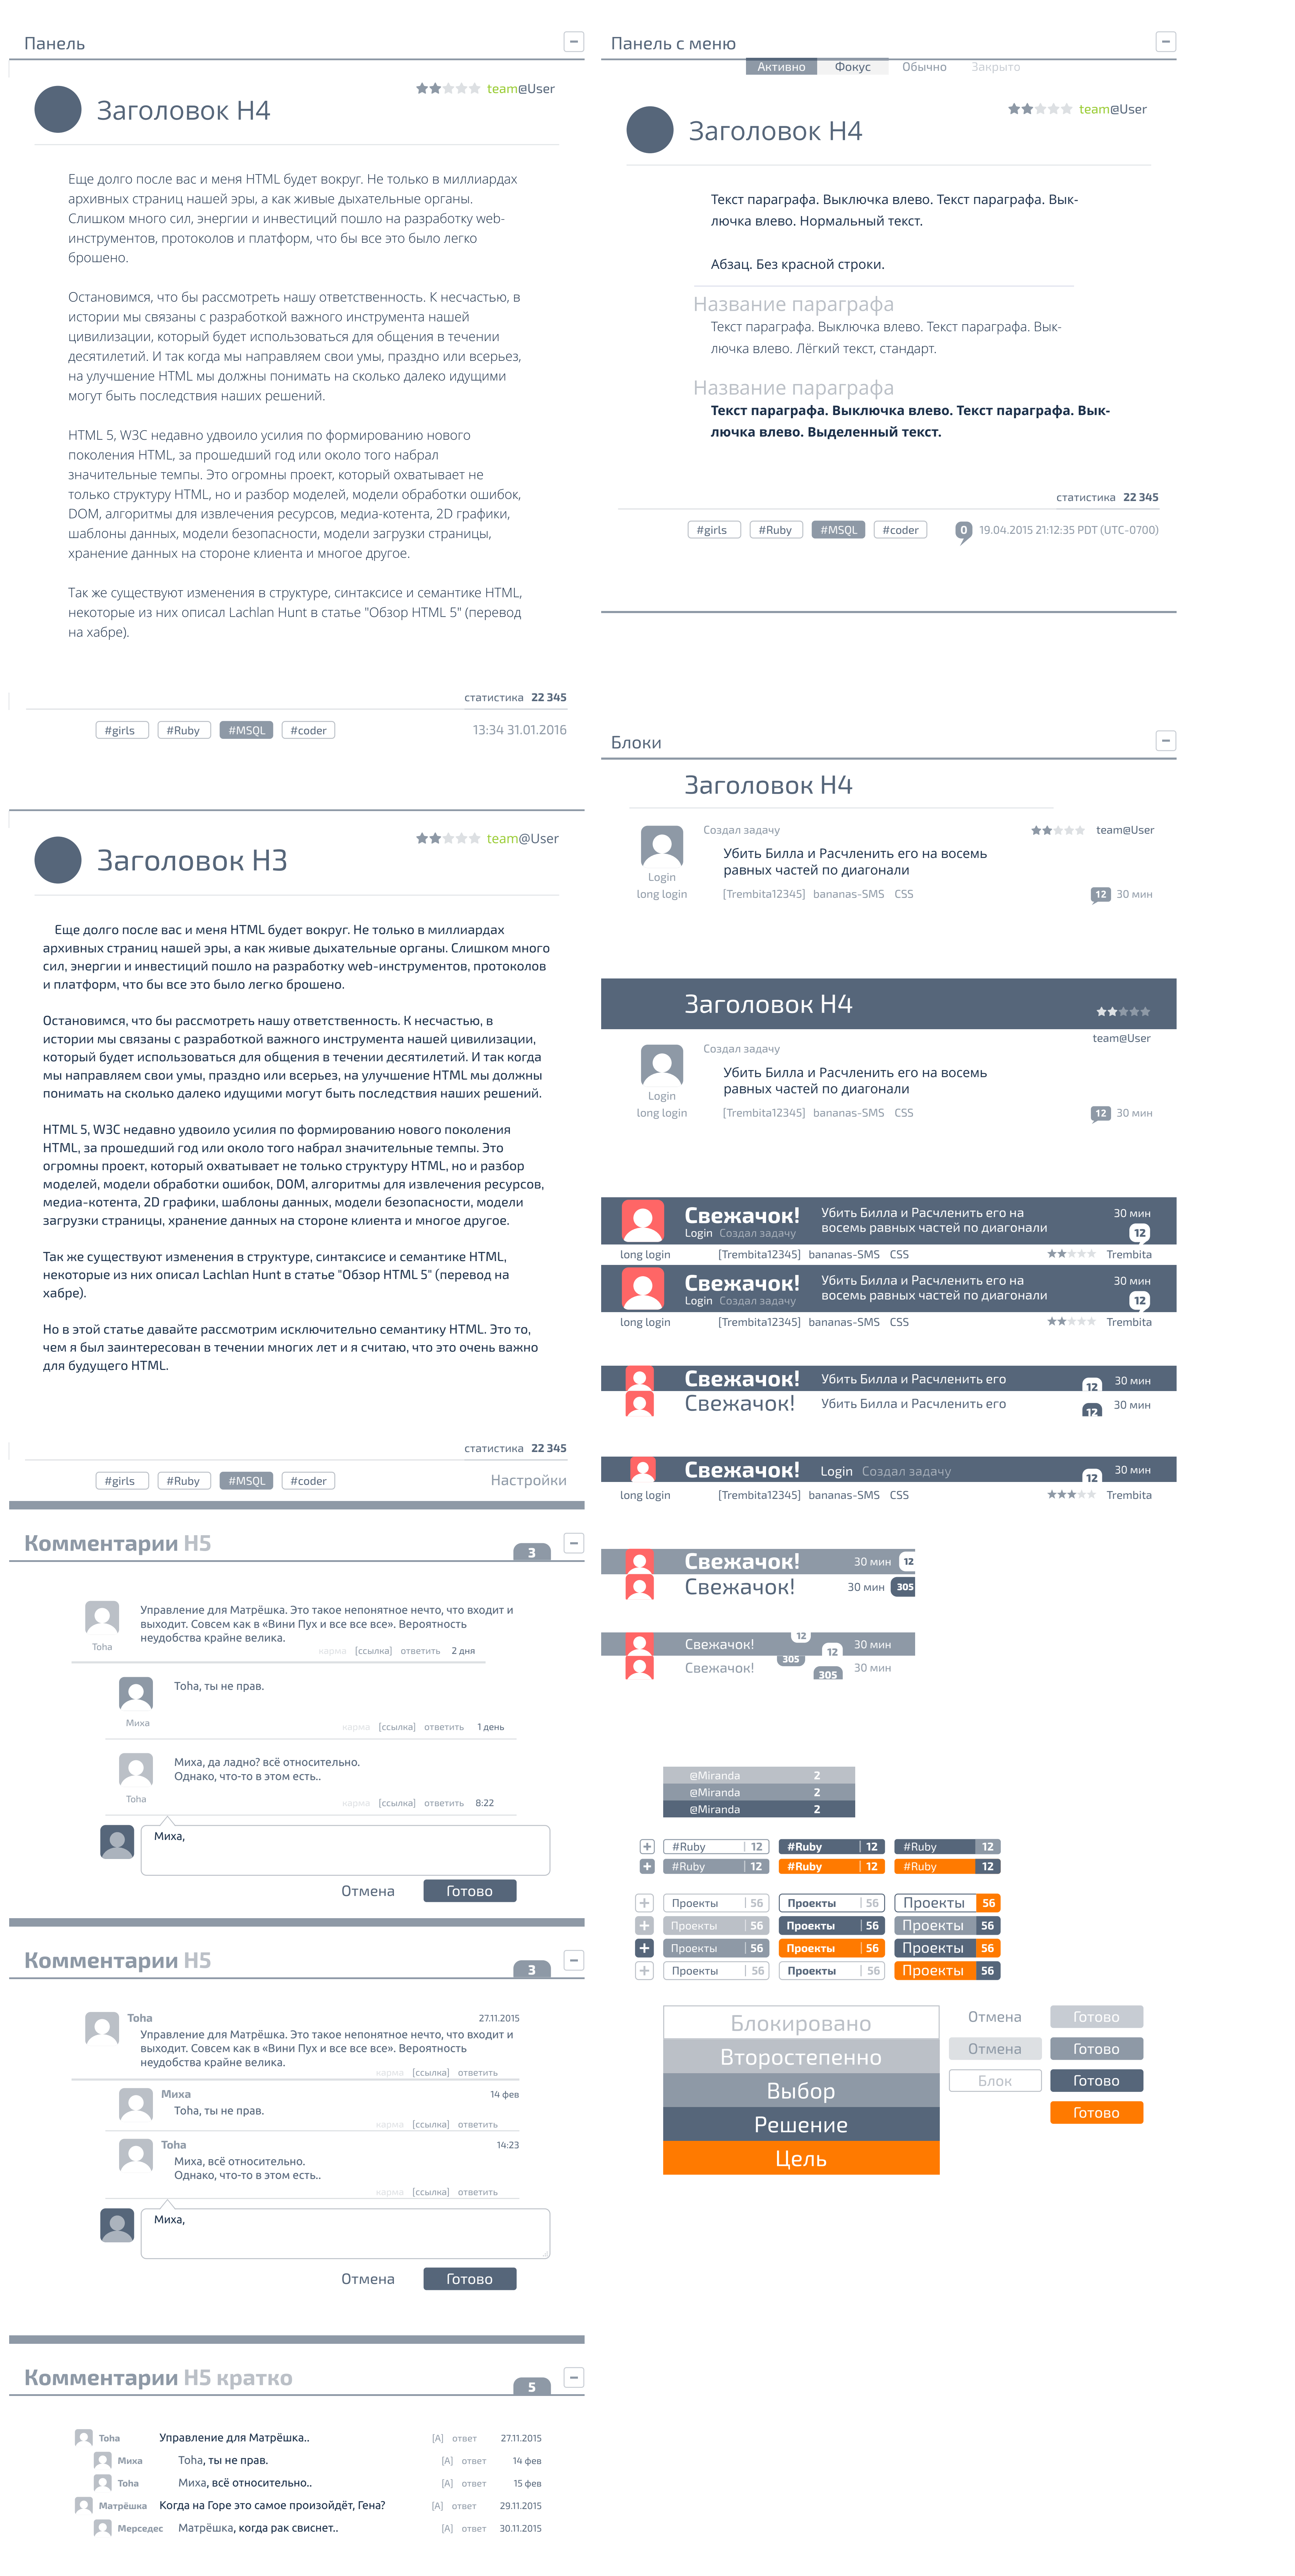 Панель
team@User
Заголовок H4
Еще долго после вас и меня HTML будет вокруг. Не только в миллиардах
архивных страниц нашей эры, а как живые дыхательные органы.
Слишком много сил, энергии и инвестиций пошло на разработку web-
инструментов, протоколов и платформ, что бы все это было легко
брошено.
Остановимся, что бы рассмотреть нашу ответственность. К несчастью, в
истории мы связаны с разработкой важного инструмента нашей
цивилизации, который будет использоваться для общения в течении
десятилетий. И так когда мы направляем свои умы, праздно или всерьез,
на улучшение HTML мы должны понимать на сколько далеко идущими
могут быть последствия наших решений.
HTML 5, W3C недавно удвоило усилия по формированию нового
поколения HTML, за прошедший год или около того набрал
значительные темпы. Это огромны проект, который охватывает не
только структуру HTML, но и разбор моделей, модели обработки ошибок,
DOM, алгоритмы для извлечения ресурсов, медиа-котента, 2D графики,
шаблоны данных, модели безопасности, модели загрузки страницы,
хранение данных на стороне клиента и многое другое.
Так же существуют изменения в структуре, синтаксисе и семантике HTML,
некоторые из них описал Lachlan Hunt в статье "Обзор HTML 5" (перевод
на хабре).
статистика 22 345
#girls #Ruby #MSQL #coder 13:34 31.01.2016
team@User
Заголовок H3
Еще долго после вас и меня HTML будет вокруг. Не только в миллиардах
архивных страниц нашей эры, а как живые дыхательные органы. Слишком много
сил, энергии и инвестиций пошло на разработку web-инструментов, протоколов
и платформ, что бы все это было легко брошено.
Остановимся, что бы рассмотреть нашу ответственность. К несчастью, в
истории мы связаны с разработкой важного инструмента нашей цивилизации,
который будет использоваться для общения в течении десятилетий. И так когда
мы направляем свои умы, праздно или всерьез, на улучшение HTML мы должны
понимать на сколько далеко идущими могут быть последствия наших решений.
HTML 5, W3C недавно удвоило усилия по формированию нового поколения
HTML, за прошедший год или около того набрал значительные темпы. Это
огромны проект, который охватывает не только структуру HTML, но и разбор
моделей, модели обработки ошибок, DOM, алгоритмы для извлечения ресурсов,
медиа-котента, 2D графики, шаблоны данных, модели безопасности, модели
загрузки страницы, хранение данных на стороне клиента и многое другое.
Так же существуют изменения в структуре, синтаксисе и семантике HTML,
некоторые из них описал Lachlan Hunt в статье "Обзор HTML 5" (перевод на
хабре).
Но в этой статье давайте рассмотрим исключительно семантику HTML. Это то,
чем я был заинтересован в течении многих лет и я считаю, что это очень важно
для будущего HTML.
статистика 22 345
#girls #Ruby #MSQL #coder Настройки
Комментарии H5 3
Управление для Матрёшка. Это такое непонятное нечто, что входит и
выходит. Совсем как в «Вини Пух и все все все». Вероятность
неудобства крайне велика.
Toha карма [ссылка] ответить 2 дня
Toha, ты не прав.
Миха карма [ссылка] ответить 1 день
Миха, да ладно? всё относительно.
Однако, что-то в этом есть..
Toha карма [ссылка] ответить 8:22
Миха,
Отмена Готово
Комментарии H5 3
Toha 27.11.2015
Управление для Матрёшка. Это такое непонятное нечто, что входит и
выходит. Совсем как в «Вини Пух и все все все». Вероятность
неудобства крайне велика.
карма [ссылка] ответить
Миха 14 фев
Toha, ты не прав.
карма [ссылка] ответить
Toha 14:23
Миха, всё относительно.
Однако, что-то в этом есть..
карма [ссылка] ответить
Миха,
Отмена Готово
Комментарии H5 кратко 5
Toha Управление для Матрёшка.. [A] ответ 27.11.2015
Миха Toha, ты не прав. [A] ответ 14 фев
Toha Миха, всё относительно.. [A] ответ 15 фев
Матрёшка Когда на Горе это самое произойдёт, Гена? [A] ответ 29.11.2015
Мерседес Матрёшка, когда рак свиснет.. [A] ответ 30.11.2015
Панель с меню
Активно Фокус Обычно Закрыто
team@User
Заголовок H4
Текст параграфа. Выключка влево. Текст параграфа. Вык-
лючка влево. Нормальный текст.
Абзац. Без красной строки.
Название параграфа
Текст параграфа. Выключка влево. Текст параграфа. Вык-
лючка влево. Лёгкий текст, стандарт.
Название параграфа
Текст параграфа. Выключка влево. Текст параграфа. Вык-
лючка влево. Выделенный текст.
статистика 22 345
#girls #Ruby #MSQL #coder 0 19.04.2015 21:12:35 PDT (UTC-0700)
Блоки
Заголовок H4
Создал задачу team@User
Убить Билла и Расчленить его на восемь
равных частей по диагонали
Login
long login [Trembita12345] bananas-SMS CSS 12 30 мин
Заголовок H4
team@User
Создал задачу
Убить Билла и Расчленить его на восемь
равных частей по диагонали
Login
long login [Trembita12345] bananas-SMS CSS 12 30 мин
Свежачок! Убить Билла и Расчленить его на 30 мин
Login Создал задачу восемь равных частей по диагонали 12
long login [Trembita12345] bananas-SMS CSS Trembita
Свежачок! Убить Билла и Расчленить его на 30 мин
Login Создал задачу восемь равных частей по диагонали 12
long login [Trembita12345] bananas-SMS CSS Trembita
Свежачок! Убить Билла и Расчленить его 12 30 мин
Свежачок! Убить Билла и Расчленить его 12 30 мин
Свежачок! Login Создал задачу 12 30 мин
long login [Trembita12345] bananas-SMS CSS Trembita
Свежачок! 30 мин 12
Свежачок! 30 мин 305
Свежачок! 12 12 30 мин
Свежачок! 305 305 30 мин
@Miranda 2
@Miranda 2
@Miranda 2
+ #Ruby 12 #Ruby 12 #Ruby 12
+ #Ruby 12 #Ruby 12 #Ruby 12
+ Проекты 56 Проекты 56 Проекты 56
+ Проекты 56 Проекты 56 Проекты 56
+ Проекты 56 Проекты 56 Проекты 56
+ Проекты 56 Проекты 56 Проекты 56
Блокировано
Второстепенно
Выбор
Решение
Цель
Отмена Готово
Отмена Готово
Блок Готово
Готово